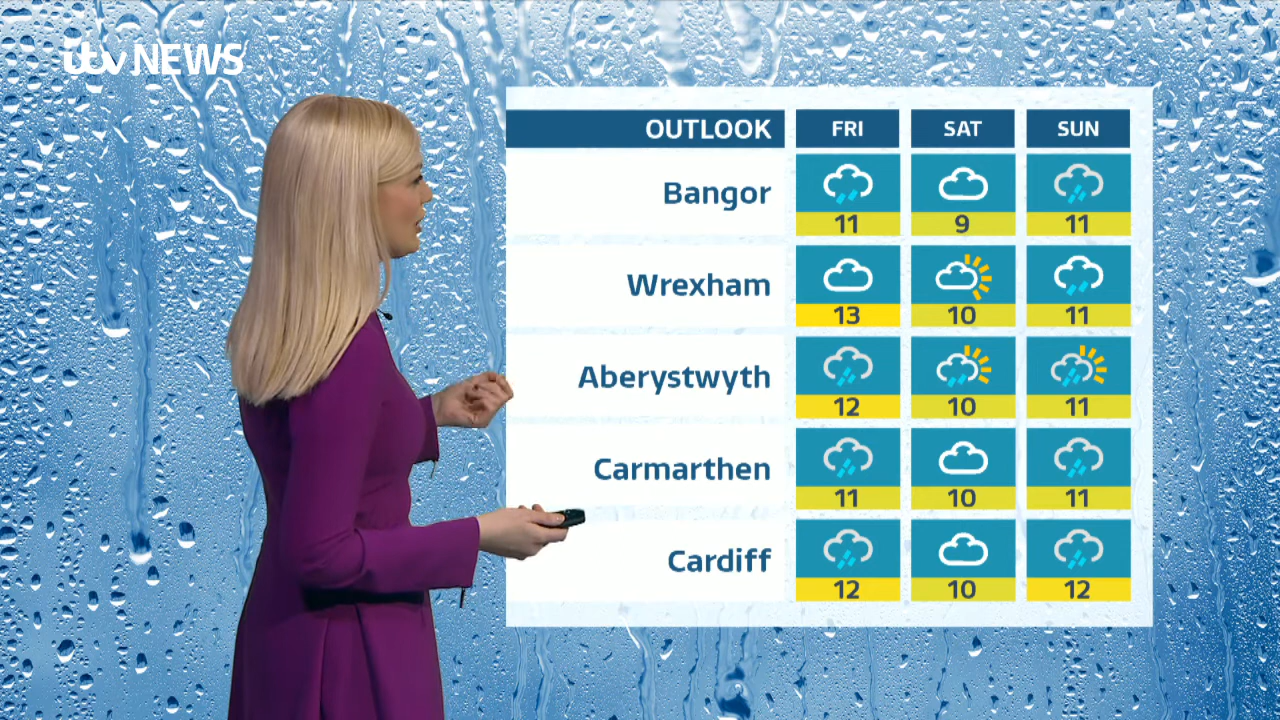 itv NEWS
OUTLOOK FRI SAT SUN
Bangor 11 9 11
Wrexham 13 10 11
Aberystwyth 12 10 11
Carmarthen 11 10 11
Cardiff 12 10 12